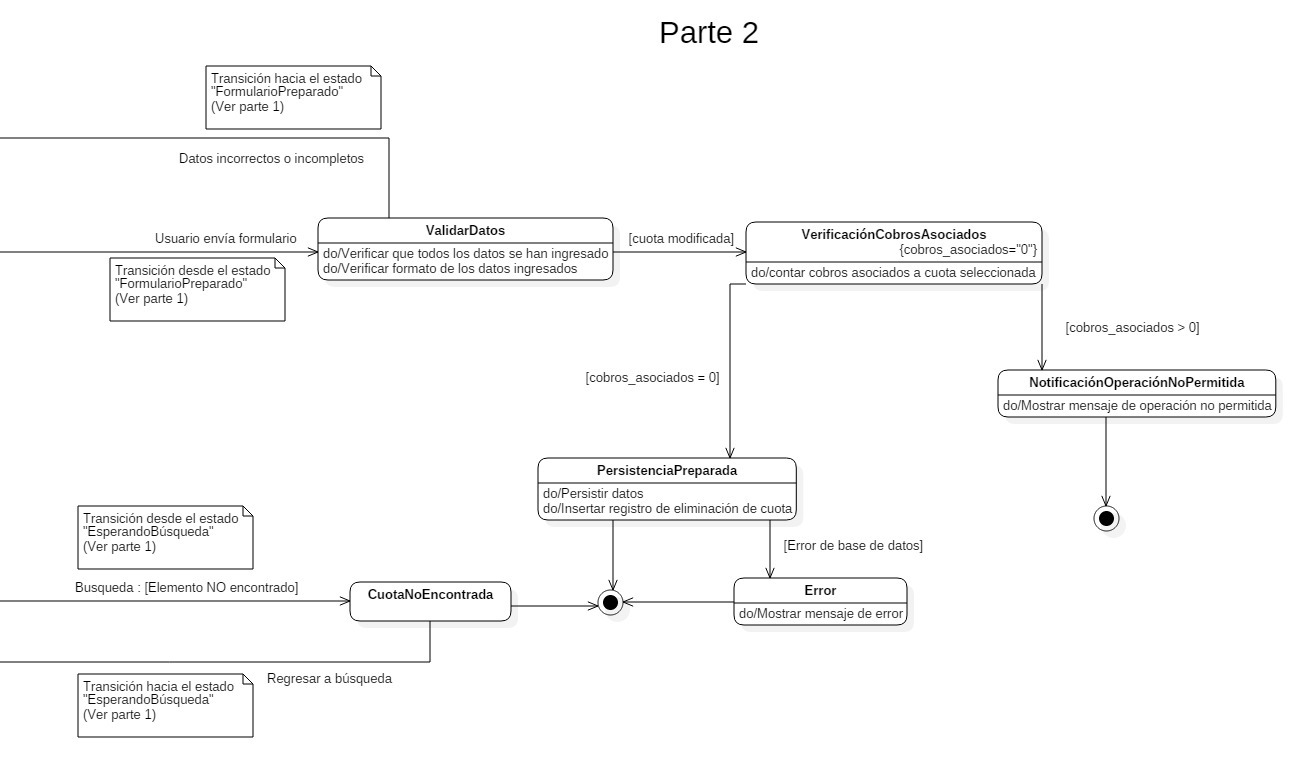 Parte 2
Transición hacia el estado
"FormularioPreparado"
(Ver parte 1)
Datos incorrectos o incompletos
Usuario envía formulario
Transición desde el estado
"FormularioPreparado"
(Ver parte 1)
ValidarDatos
do/Verificar que todos los datos se han ingresado
do/Verificar formato de los datos ingresados
[cuota modificada]
VerificaciónCobrosAsociados
{cobros_asociados="0"}
do/contar cobros asociados a cuota seleccionada
[cobros_asociados > 0]
[cobros_asociados = 0]
NotificaciónOperaciónNoPermitida
do/Mostrar mensaje de operación no permitida
PersistenciaPreparada
do/Persistir datos
do/Insertar registro de eliminación de cuota
[Error de base de datos]
Error
do/Mostrar mensaje de error
Transición desde el estado
"EsperandoBúsqueda"
(Ver parte 1)
Busqueda : [Elemento NO encontrado]
CuotaNoEncontrada
Regresar a búsqueda
Transición hacia el estado
"EsperandoBúsqueda"
(Ver parte 1)